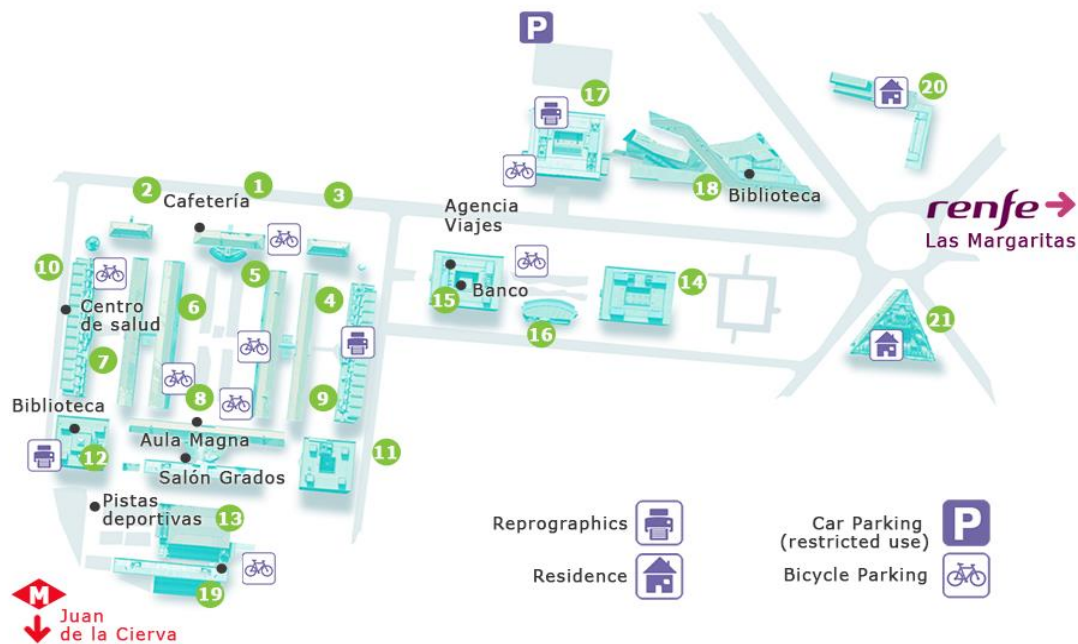 P
17
20
2
1
3
Cafetería
18
Biblioteca
Agencia
Viajes
renfe
Las Margaritas
10
5
6
4
15
Banco
14
Centro
de salud
16
21
7
8
9
Biblioteca
Aula Magna
11
12
Salón Grados
Pistas
deportivas
13
19
M
Juan
de la Cierva
Reprographics
Residence
Car Parking
(restricted use)
P
Bicycle Parking